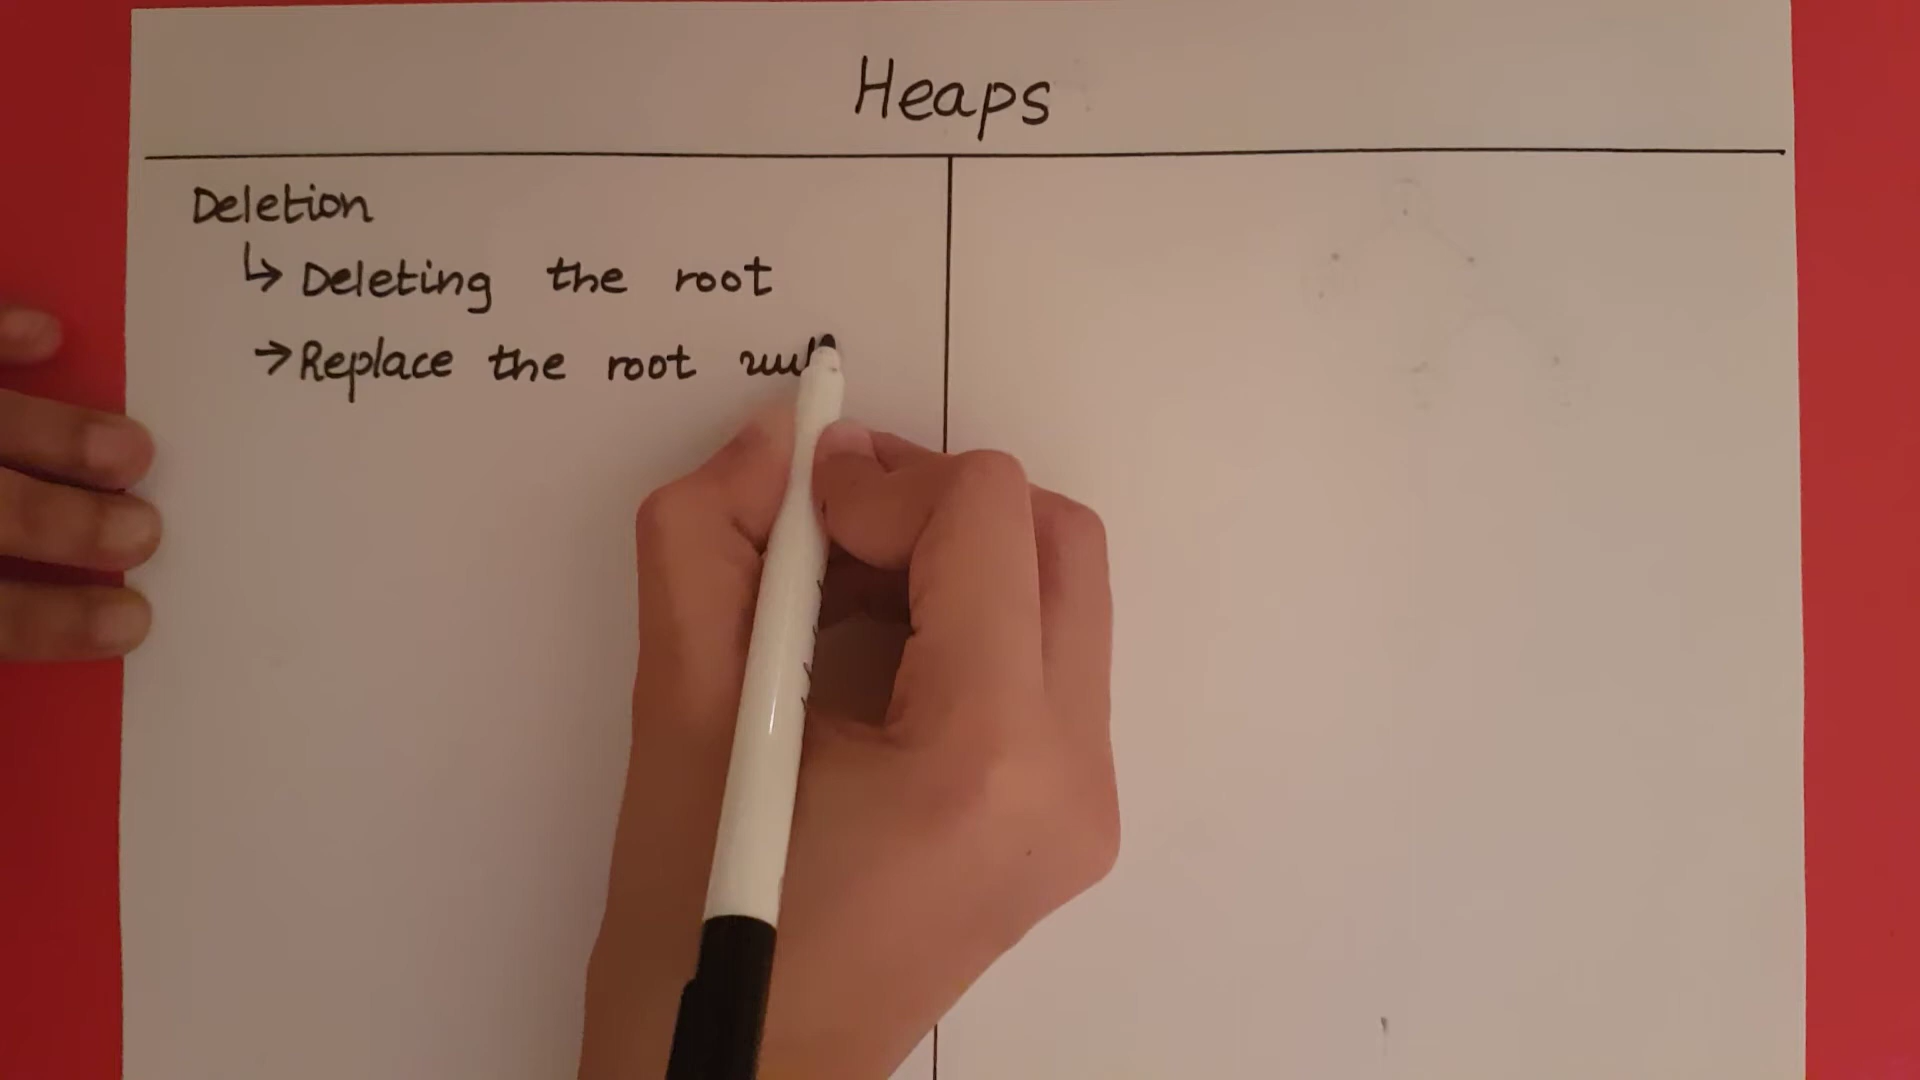 Heaps
Deletion
↳ Deleting the root
→ Replace the root